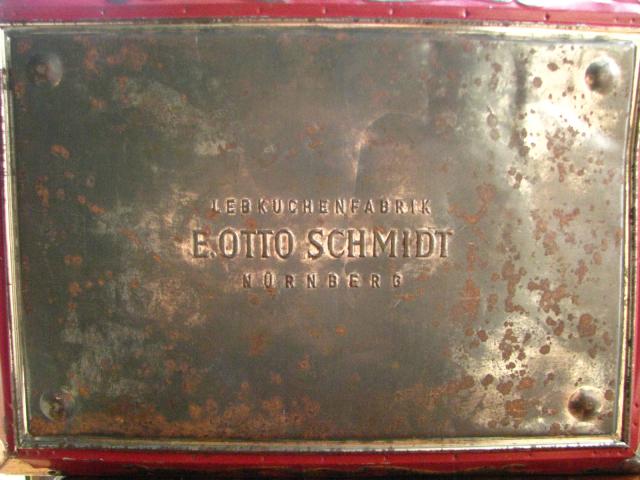 LEBKUCHENFABRIK
E. OTTO SCHMIDT
NÜRNBERG